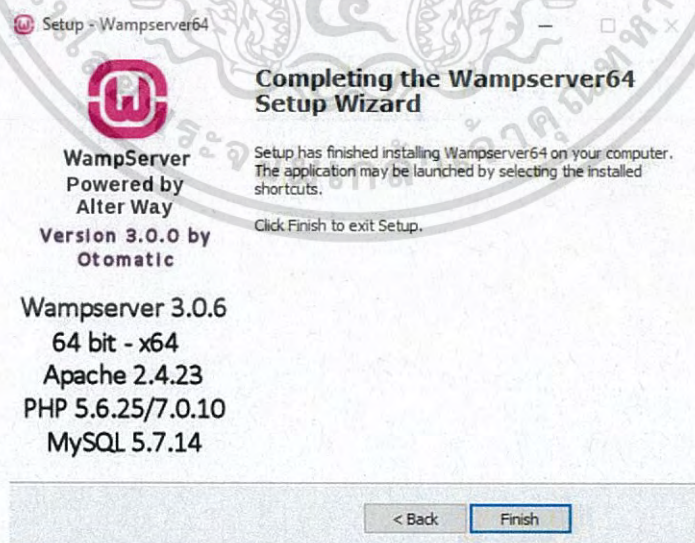 Setup - Wampserver64
Completing the Wampserver64
Setup Wizard
Setup has finished installing Wampserver64 on your computer.
The application may be launched by selecting the installed
shortcuts.
Click Finish to exit Setup.
WampServer
Powered by
Alter Way
Version 3.0.0 by
Otomatic
Wampserver 3.0.6
64 bit - x64
Apache 2.4.23
PHP 5.6.25/7.0.10
MySQL 5.7.14
< Back
Finish